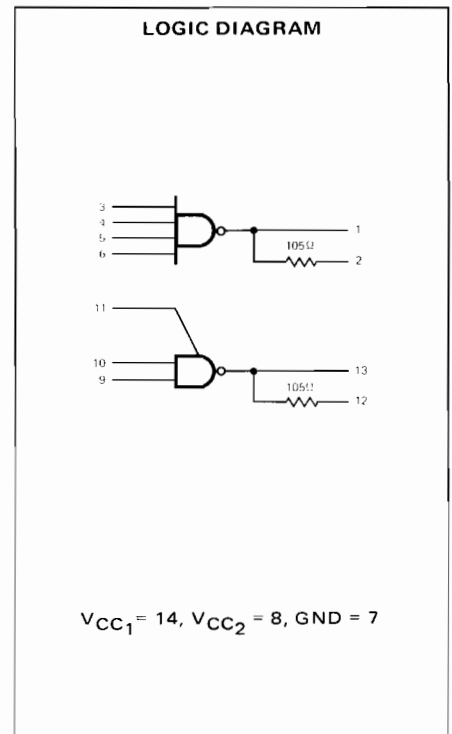 LOGIC DIAGRAM
3
4
5
6
1
105Ω
2
11
10
9
13
105Ω
12
VCC1 = 14, VCC2 = 8, GND = 7